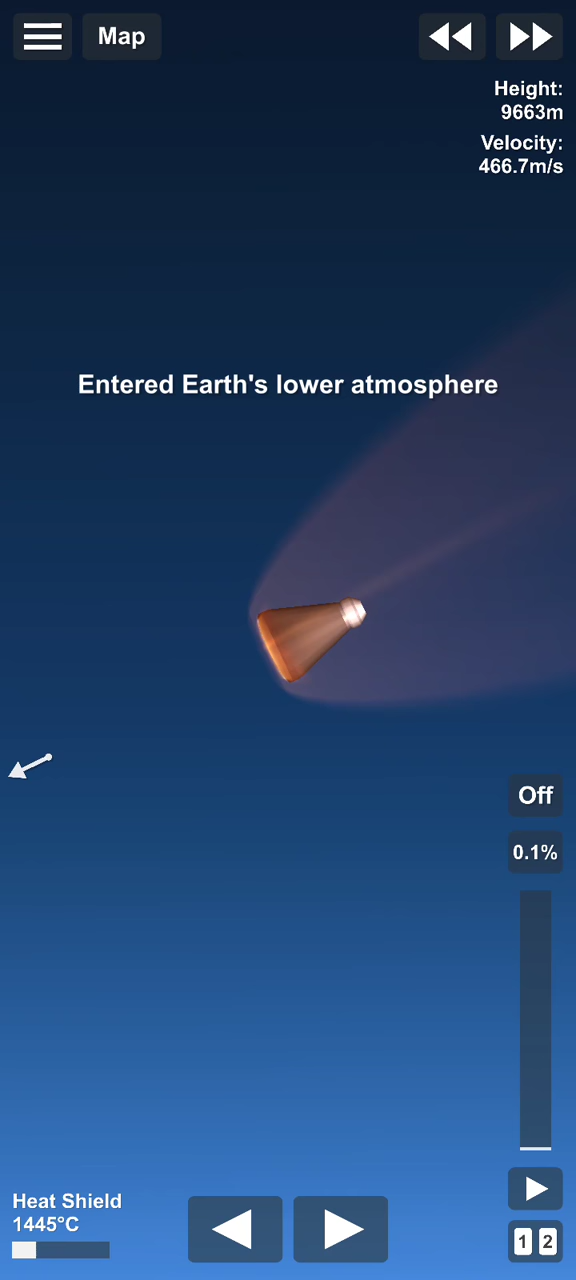 Map
Height:
9663m
Velocity:
466.7m/s
Entered Earth's lower atmosphere
Off
0.1%
Heat Shield
1445°C
1 2